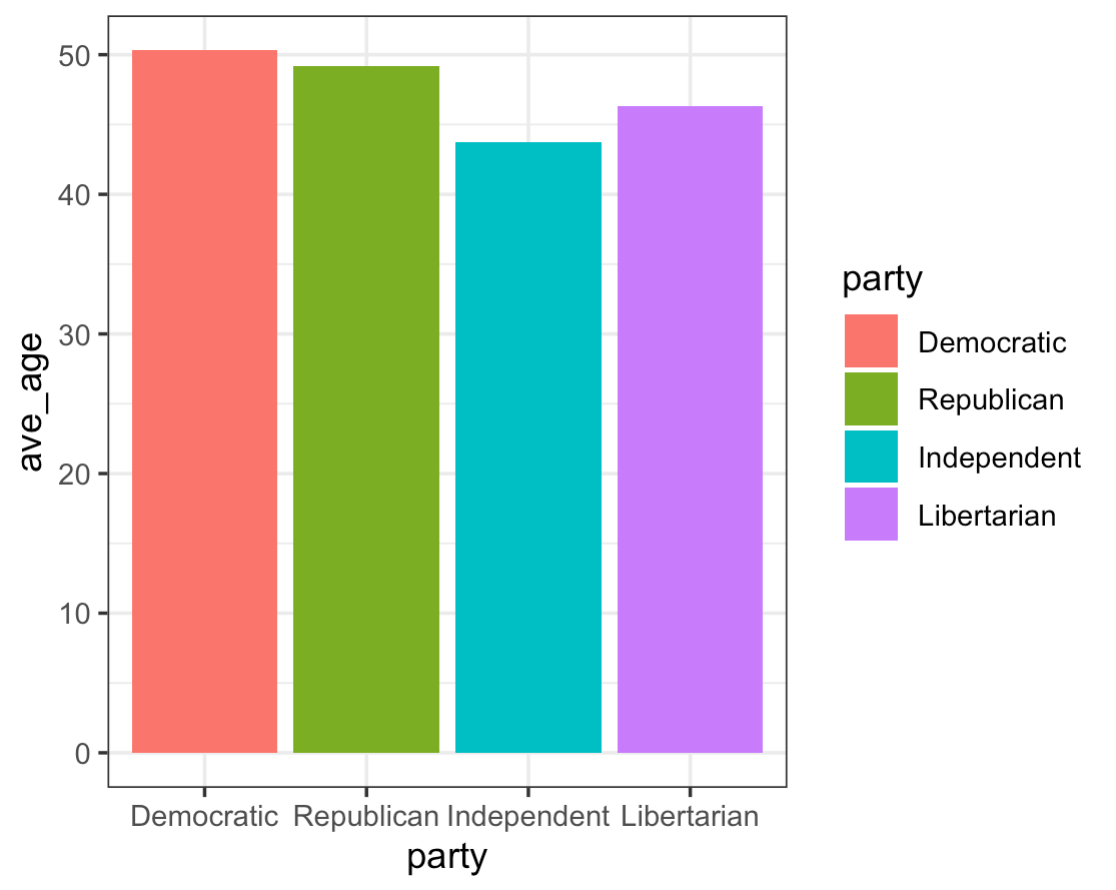 50
40
30
20
10
0
ave_age
Democratic Republican Independent Libertarian
party
party
Democratic
Republican
Independent
Libertarian